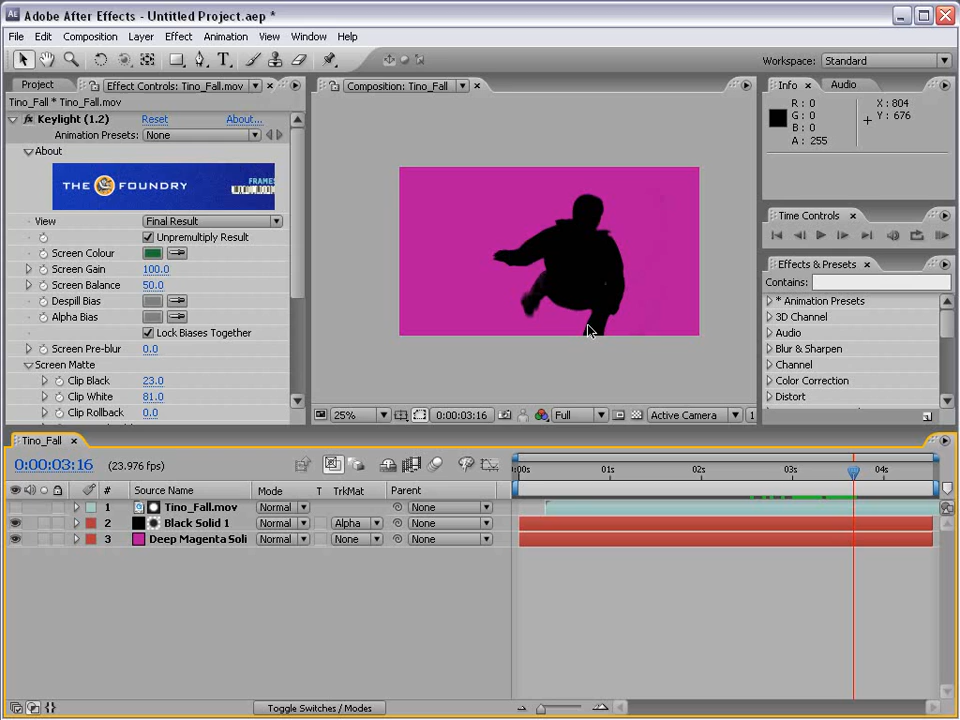 Adobe After Effects - Untitled Project.aep *
File Edit Composition Layer Effect Animation View Window Help
Workspace: Standard
Project Effect Controls: Tino_Fall.mov
Composition: Tino_Fall
Info Audio
Tino_Fall * Tino_Fall.mov
R: 0
G: 0
B: 0
A: 255
X: 804
Y: 676
Keylight (1.2) Reset About...
Animation Presets: None
About
THE FOUNDRY
View Final Result
Unpremultiply Result
Screen Colour
Screen Gain 100.0
Screen Balance 50.0
Despill Bias
Alpha Bias
Lock Biases Together
Screen Pre-blur 0.0
Screen Matte
Clip Black 23.0
Clip White 81.0
Clip Rollback 0.0
25% 0:00:03:16 Full Active Camera 1
Time Controls
Effects & Presets
Contains:
* Animation Presets
3D Channel
Audio
Blur & Sharpen
Channel
Color Correction
Distort
Tino_Fall
0:00:03:16 (23.976 fps)
:00s 01s 02s 03s 04s
# Source Name Mode T TrkMat Parent
1 Tino_Fall.mov Normal None
2 Black Solid 1 Normal Alpha None
3 Deep Magenta Soli Normal None None
Toggle Switches / Modes